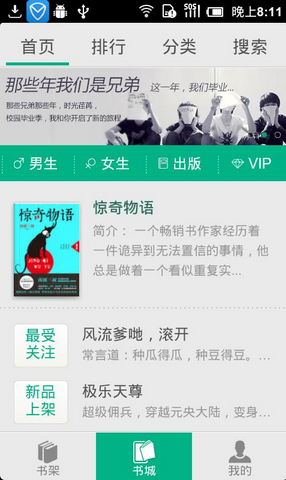 晚上8:11
首页 排行 分类 搜索
那些年我们是兄弟 这一年，我们毕业...
那些年兄弟那些年，时光荏苒，
校园毕业季，我和你开启了新的旅程
男生 女生 出版 VIP
惊奇物语
惊奇物语
简介： 一个畅销书作家经历着
一件诡异到无法置信的事情，他
总是做着一个看似重复实...
最受
关注
风流爹吔，滚开
常言道：种瓜得瓜，种豆得豆。...
新品
上架
极乐天尊
超级佣兵，穿越元央大陆，变身...
书架 书城 我的